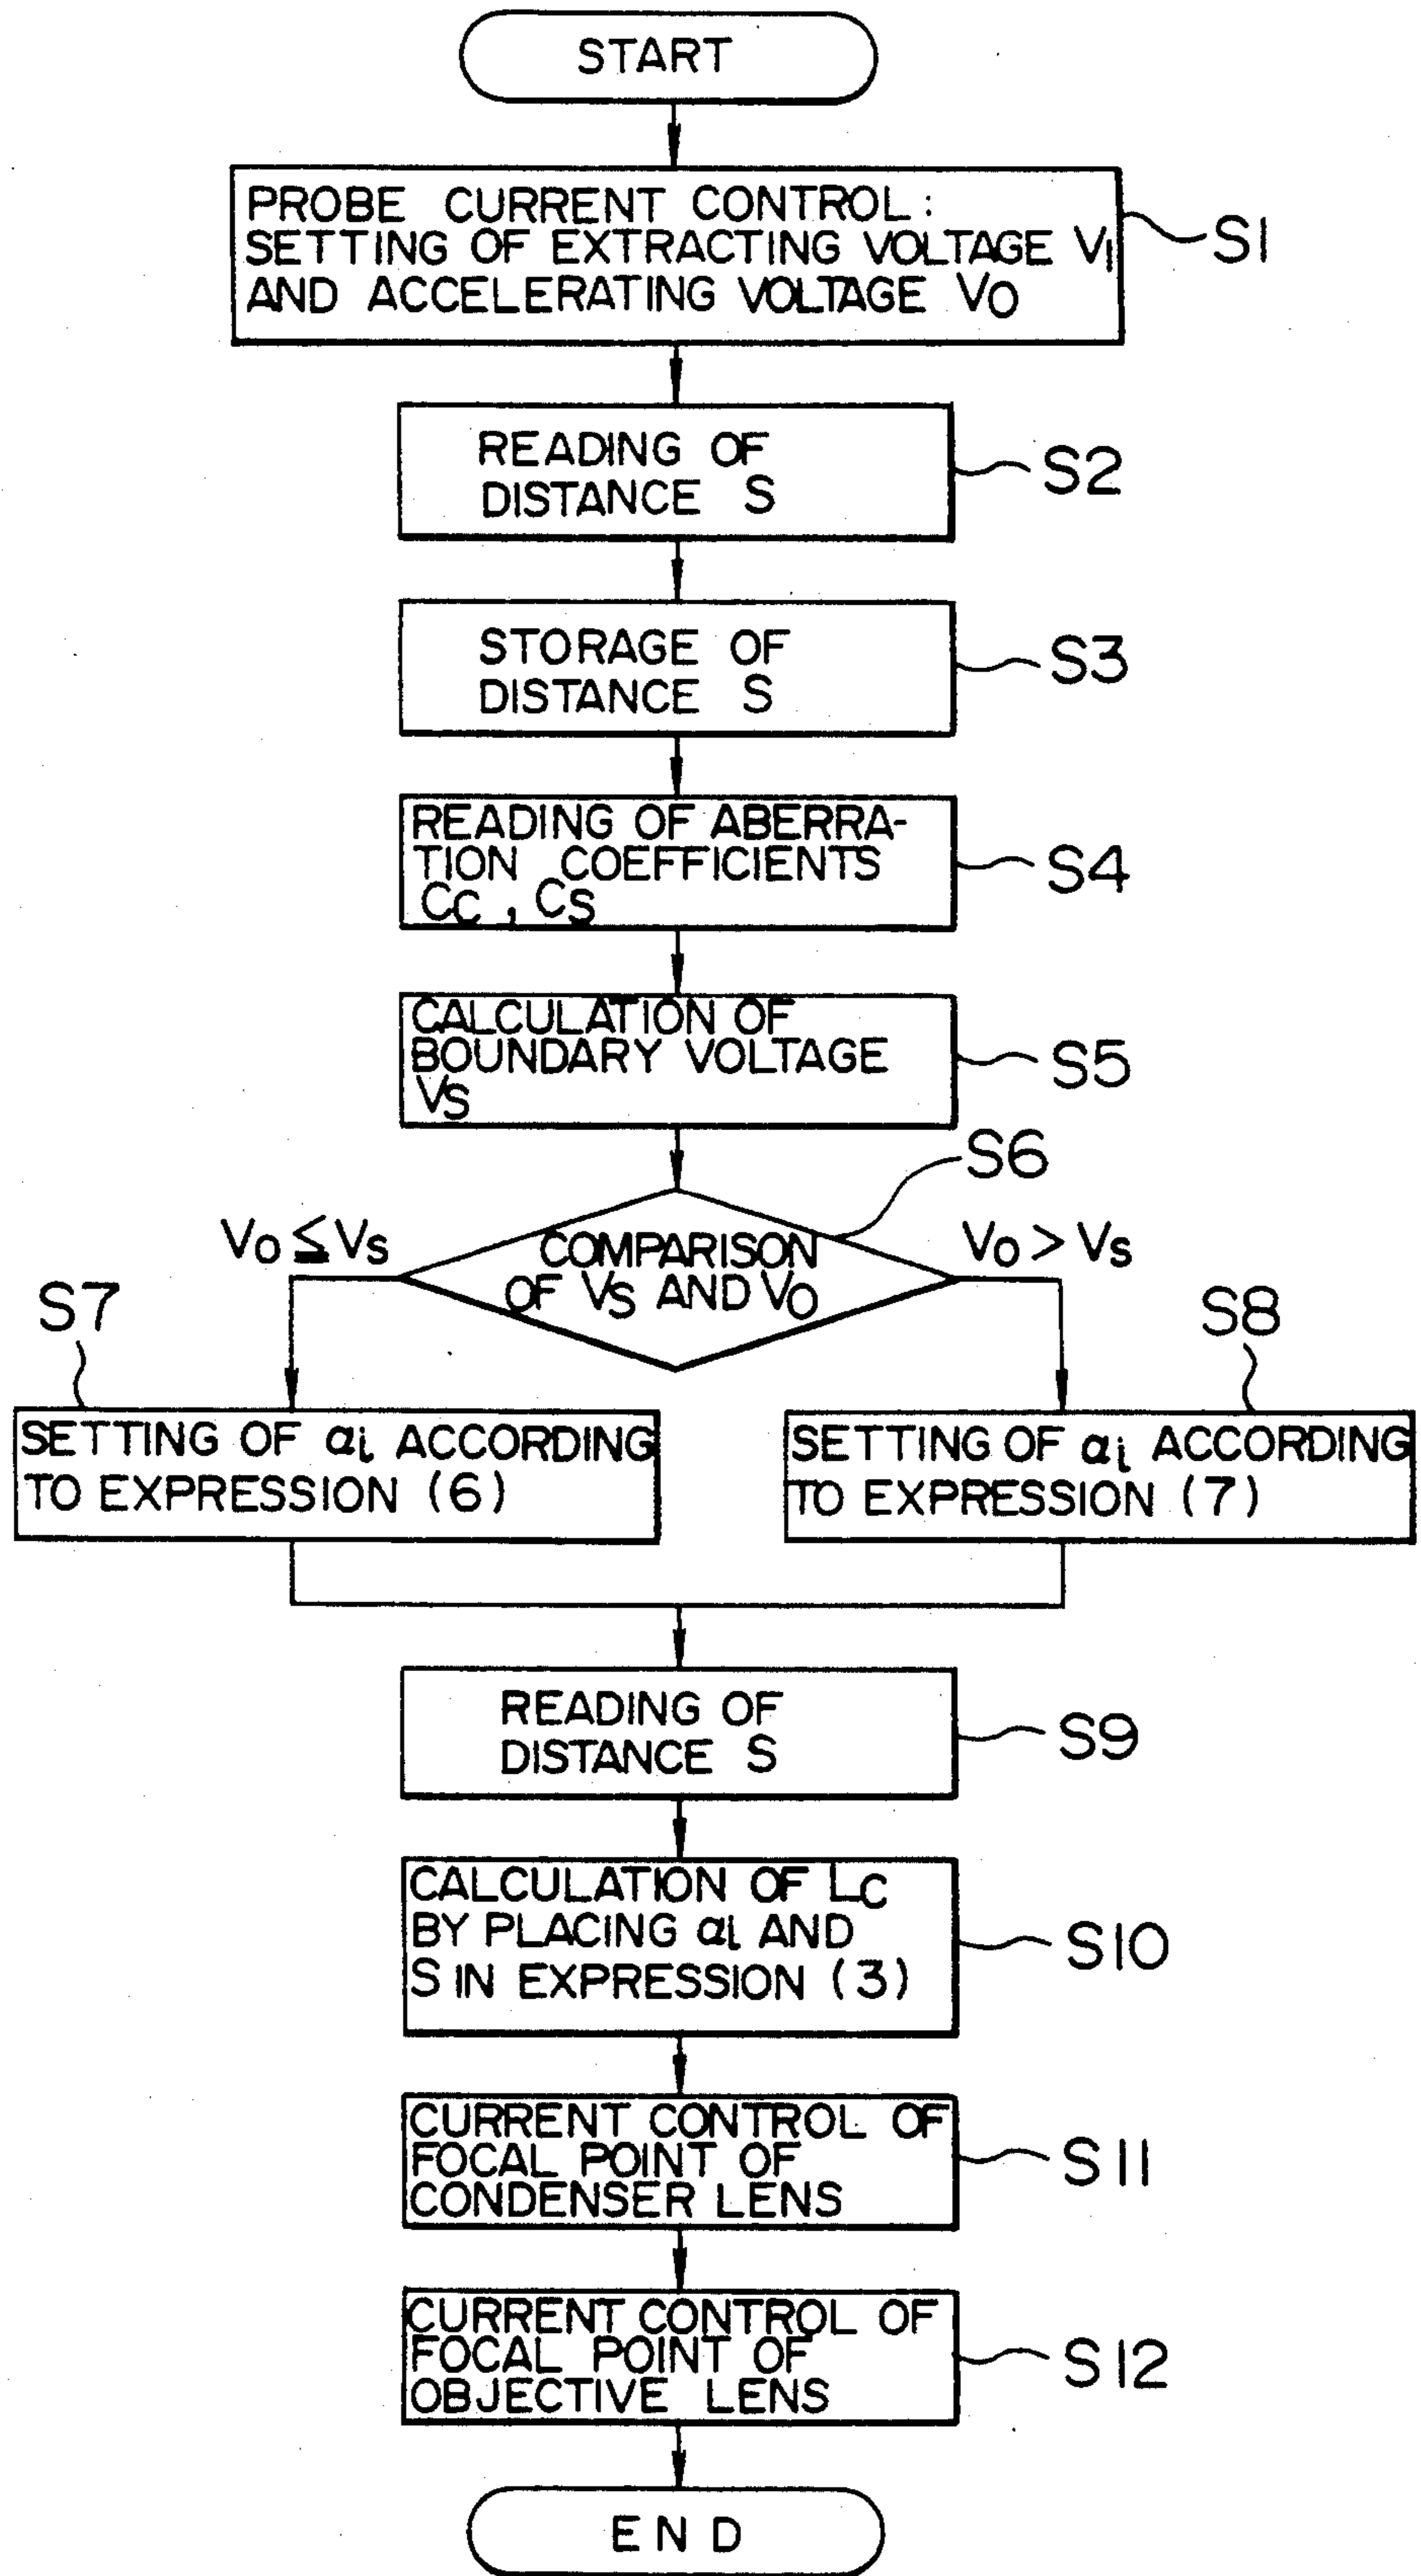 START
PROBE CURRENT CONTROL:
SETTING OF EXTRACTING VOLTAGE V1
AND ACCELERATING VOLTAGE VO
S1
READING OF
DISTANCE S
S2
STORAGE OF
DISTANCE S
S3
READING OF ABERRA-
TION COEFFICIENTS
CC, CS
S4
CALCULATION OF
BOUNDARY VOLTAGE
VS
S5
S6
VO ≦ VS
COMPARISON
OF VS AND VO
VO > VS
S7
S8
SETTING OF αi ACCORDING
TO EXPRESSION (6)
SETTING OF αi ACCORDING
TO EXPRESSION (7)
READING OF
DISTANCE S
S9
CALCULATION OF LC
BY PLACING αi AND
S IN EXPRESSION (3)
S10
CURRENT CONTROL OF
FOCAL POINT OF
CONDENSER LENS
S11
CURRENT CONTROL OF
FOCAL POINT OF
OBJECTIVE LENS
S12
END